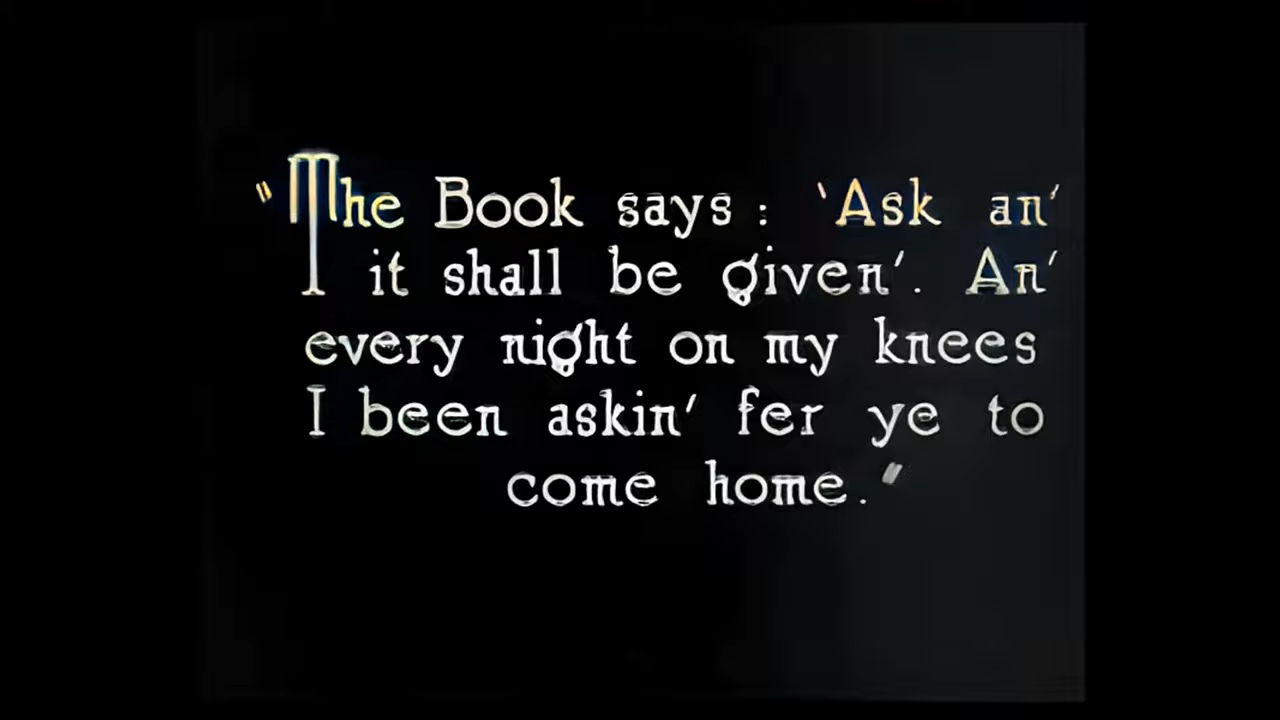 "The Book says: 'Ask an'
it shall be given'. An'
every night on my knees
I been askin' fer ye to
come home."